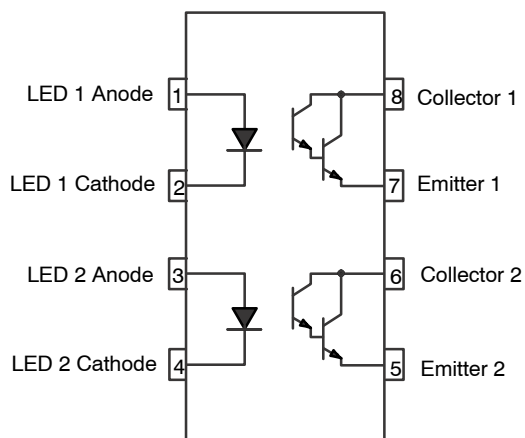 LED 1 Anode 1 8 Collector 1
LED 1 Cathode 2 7 Emitter 1
LED 2 Anode 3 6 Collector 2
LED 2 Cathode 4 5 Emitter 2